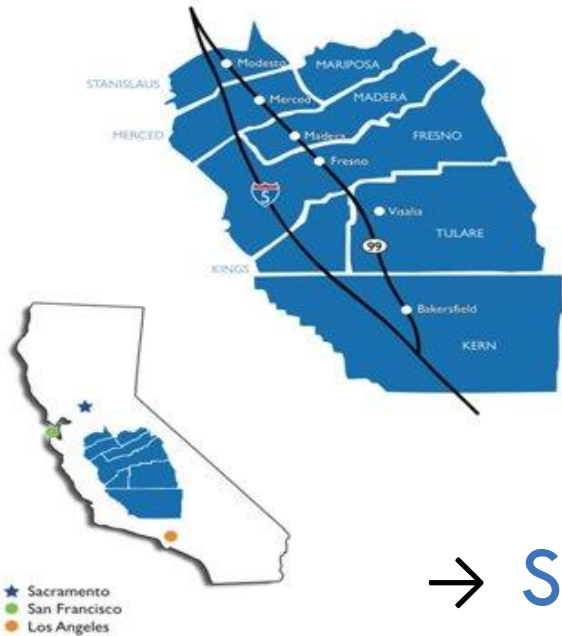 Modesto
MARIPOSA
STANISLAUS
Merced
MADERA
MERCED
Madera
FRESNO
Fresno
5
Visalia
TULARE
99
KINGS
Bakersfield
KERN
Sacramento
San Francisco
Los Angeles
→ S